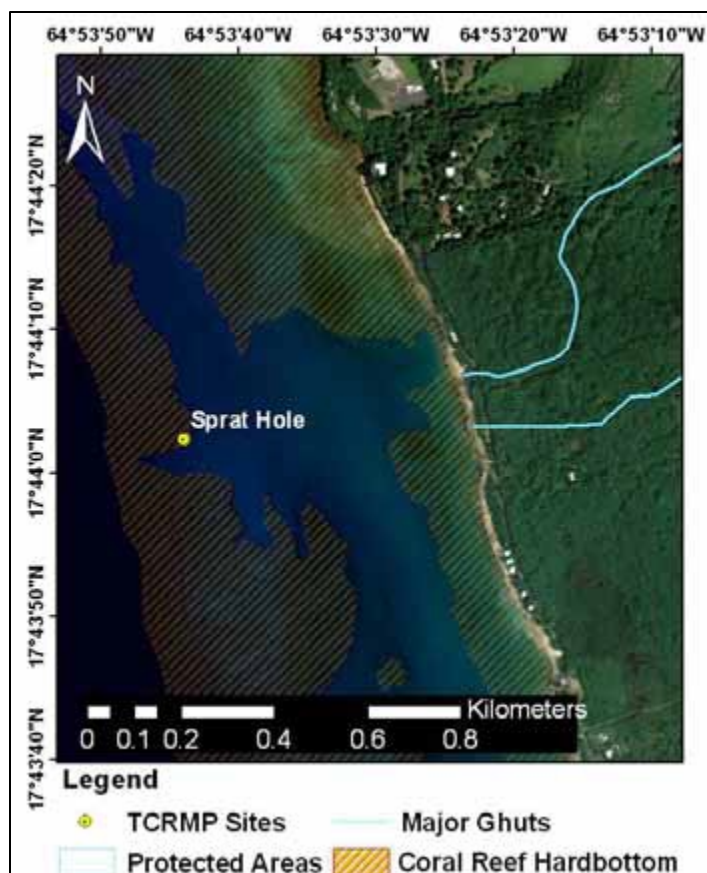 64°53'50"W 64°53'40"W 64°53'30"W 64°53'20"W 64°53'10"W
N
17°44'20"N
17°44'10"N
Sprat Hole
17°44'0"N
17°43'50"N
17°43'40"N
Kilometers
0 0.1 0.2 0.4 0.6 0.8
Legend
TCRMP Sites Major Ghuts
Protected Areas Coral Reef Hardbottom